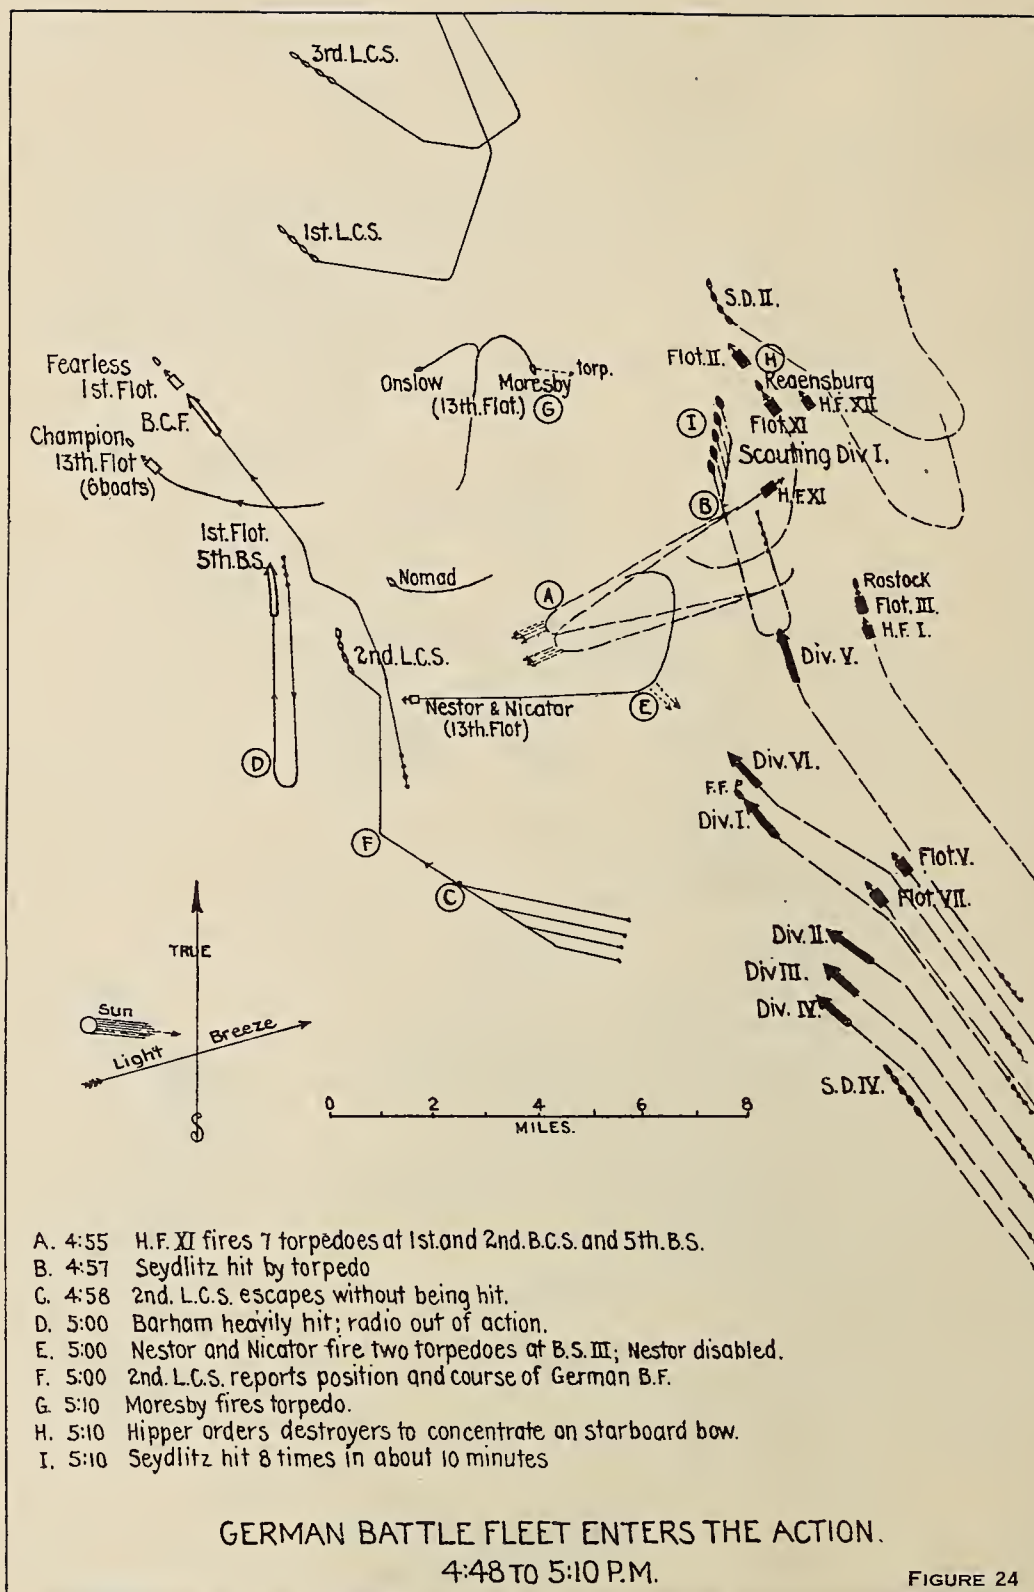 3rd. L.C.S.
1st. L.C.S.
S.D. II.
Fearless
1st. Flot.
B.C.F.
Champion
13th. Flot
(6 boats)
Onslow
Moresby
(13th. Flot.)
G
torp.
Flot. II.
H
Regensburg
H.F. XII
Flot. XI
I
Scouting Div I.
H.F. XI
B
1st. Flot.
5th. B.S.
Nomad
A
Rostock
Flot. III.
H.F. I.
2nd. L.C.S.
Div. V.
Nestor & Nicator
(13th. Flot)
E
D
Div. VI.
F.F.
Div. I.
F
C
Flot. V.
Flot. VII.
Div. II.
Div III.
Div. IV.
S.D. IV.
TRUE
Sun
Light Breeze
S
0 2 4 6 8
MILES.
A. 4:55 H.F. XI fires 7 torpedoes at 1st. and 2nd. B.C.S. and 5th. B.S.
B. 4:57 Seydlitz hit by torpedo
C. 4:58 2nd. L.C.S. escapes without being hit.
D. 5:00 Barham heavily hit; radio out of action.
E. 5:00 Nestor and Nicator fire two torpedoes at B.S. III; Nestor disabled.
F. 5:00 2nd. L.C.S. reports position and course of German B.F.
G. 5:10 Moresby fires torpedo.
H. 5:10 Hipper orders destroyers to concentrate on starboard bow.
I. 5:10 Seydlitz hit 8 times in about 10 minutes
GERMAN BATTLE FLEET ENTERS THE ACTION.
4:48 TO 5:10 P.M.
FIGURE 24